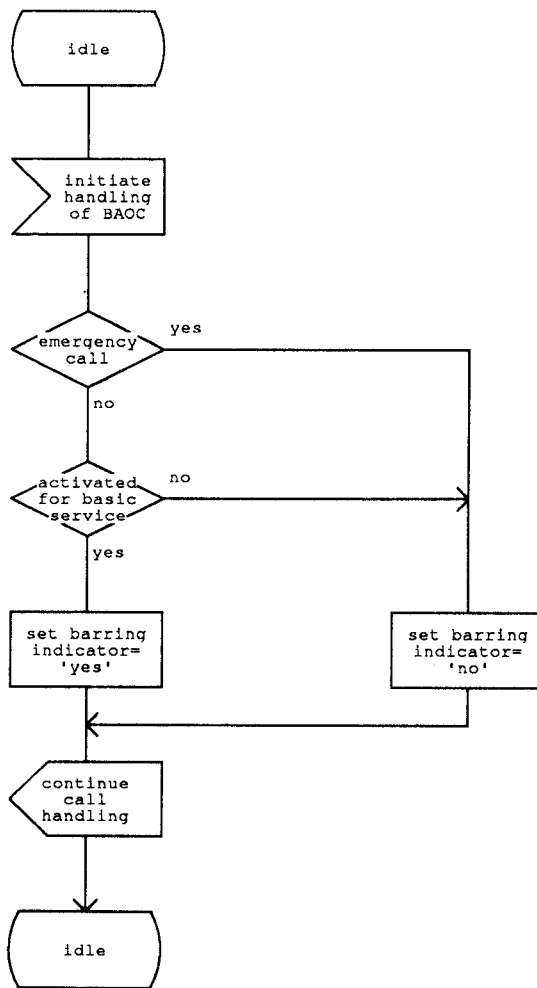 idle
initiate
handling
of BAOC
emergency
call
yes
no
activated
for basic
service
no
yes
set barring
indicator=
'yes'
set barring
indicator=
'no'
continue
call
handling
idle